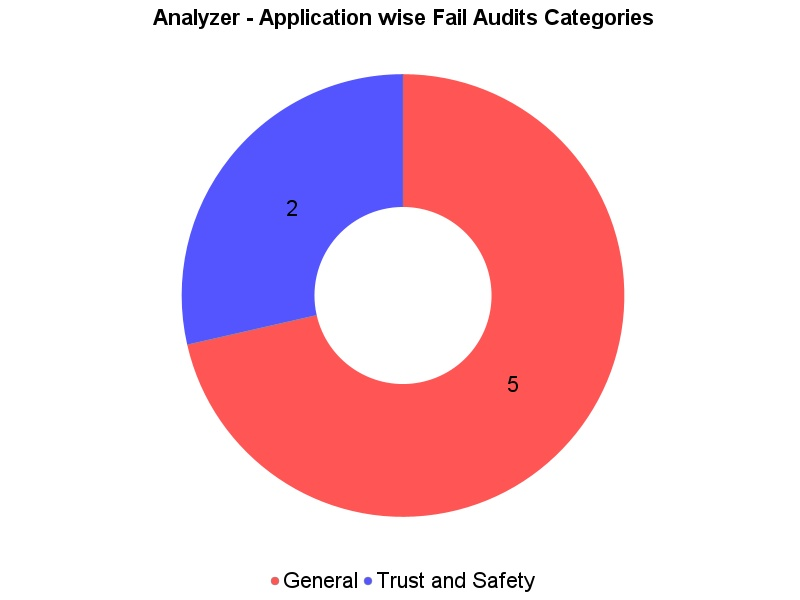 Analyzer - Application wise Fail Audits Categories
2
5
General Trust and Safety